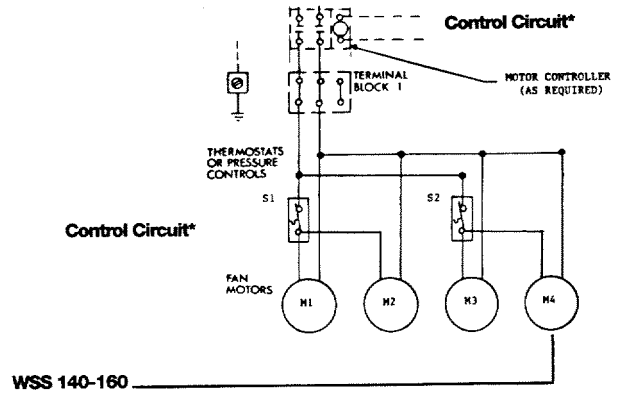 Control Circuit*
TERMINAL
BLOCK 1
MOTOR CONTROLLER
(AS REQUIRED)
THERMOSTATS
OR PRESSURE
CONTROLS
S1
S2
Control Circuit*
FAN
MOTORS
M1
M2
M3
M4
WSS 140-160